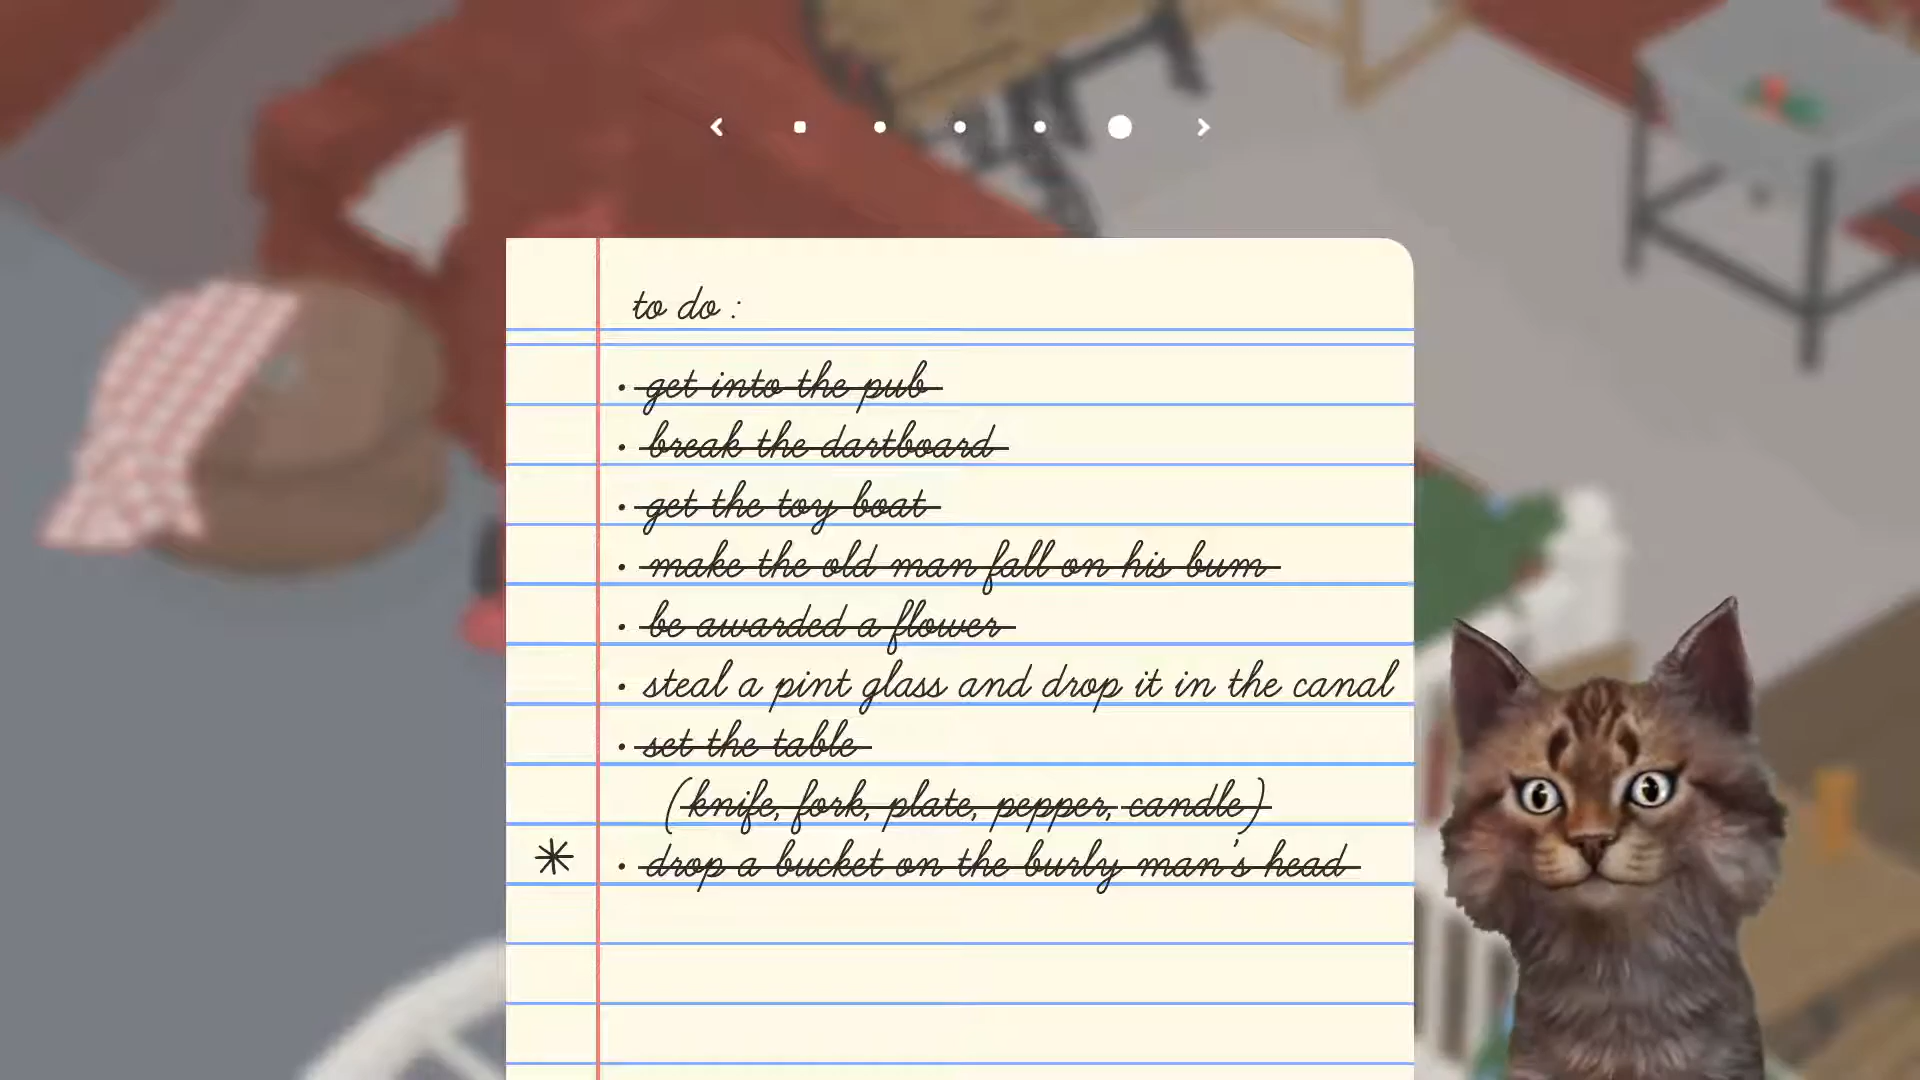 to do :
• get into the pub
• break the dartboard
• get the toy boat
• make the old man fall on his bum
• be awarded a flower
• steal a pint glass and drop it in the canal
• set the table
(knife, fork, plate, pepper, candle)
• drop a bucket on the burly man's head